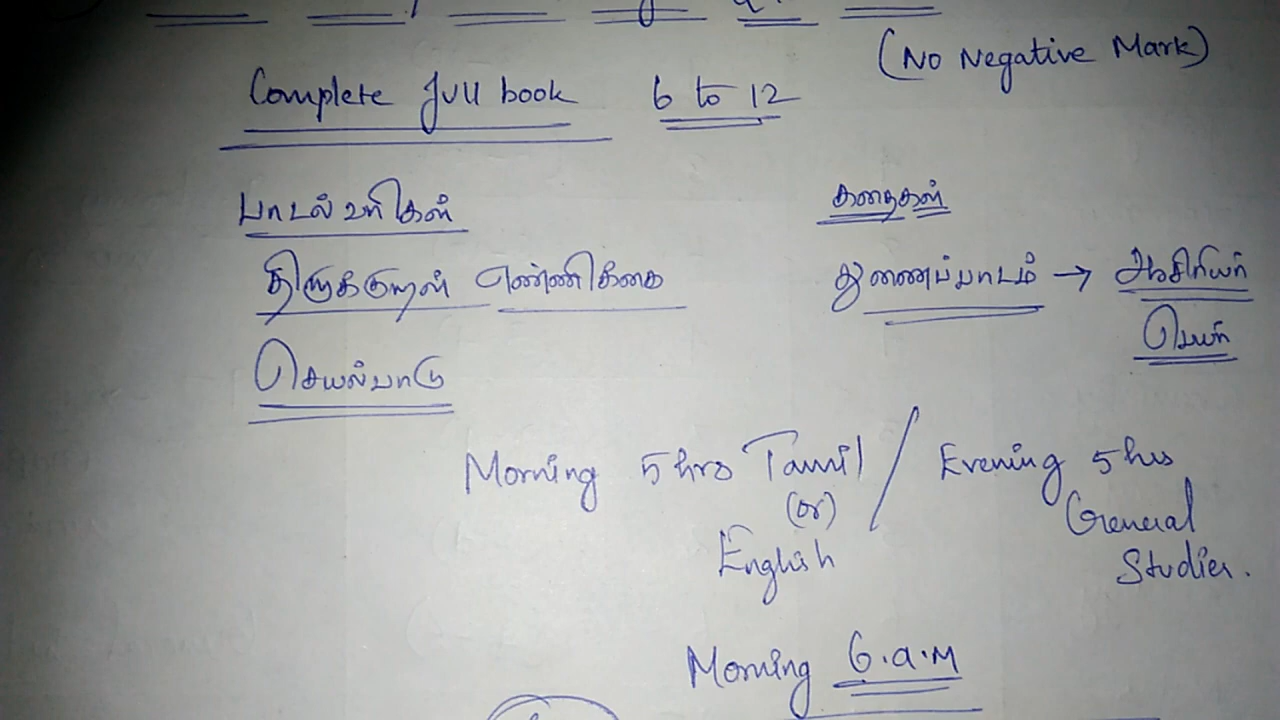 (No Negative Mark)
Complete full book 6 to 12
பாடல் வரிகள் கதைகள்
திருக்குறள் எண்ணிக்கை துணைப்பாடம் → ஆசிரியர்
பெயர்
செயல்பாடு
Morning 5 hrs Tamil / Evening 5 hrs
(or) General
English Studies.
Morning 6.a.m